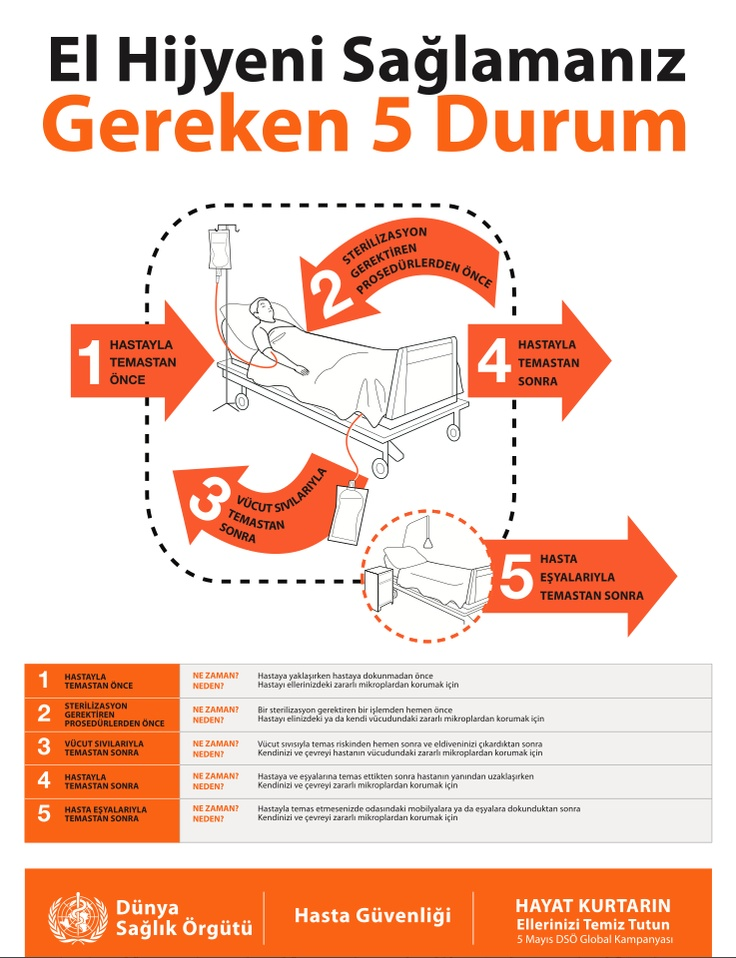 El Hijyeni Sağlamanız
Gereken 5 Durum
2
STERİLİZASYON
GEREKTİREN
PROSEDÜRLERDEN ÖNCE
1
HASTAYLA
TEMASTAN
ÖNCE
4
HASTAYLA
TEMASTAN
SONRA
3
VÜCUT SIVILARIYLA
TEMASTAN
SONRA
5
HASTA
EŞYALARIYLA
TEMASTAN SONRA
1
HASTAYLA
TEMASTAN ÖNCE
NE ZAMAN? Hastaya yaklaşırken hastaya dokunmadan önce
NEDEN? Hastayı ellerinizdeki zararlı mikroplardan korumak için
2
STERİLİZASYON
GEREKTİREN
PROSEDÜRLERDEN ÖNCE
NE ZAMAN? Bir sterilizasyon gerektiren bir işlemden hemen önce
NEDEN? Hastayı elinizdeki ya da kendi vücudundaki zararlı mikroplardan korumak için
3
VÜCUT SIVILARIYLA
TEMASTAN SONRA
NE ZAMAN? Vücut sıvısıyla temas riskinden hemen sonra ve eldiveninizi çıkardıktan sonra
NEDEN? Kendinizi ve çevreyi hastanın vücudundaki zararlı mikroplardan korumak için
4
HASTAYLA
TEMASTAN SONRA
NE ZAMAN? Hastaya ve eşyalarına temas ettikten sonra hastanın yanından uzaklaşırken
NEDEN? Kendinizi ve çevreyi zararlı mikroplardan korumak için
5
HASTA EŞYALARIYLA
TEMASTAN SONRA
NE ZAMAN? Hastayla temas etmesenizde odasındaki mobilyalara ya da eşyalara dokunduktan sonra
NEDEN? Kendinizi ve çevreyi zararlı mikroplardan korumak için
Dünya
Sağlık Örgütü
Hasta Güvenliği
HAYAT KURTARIN
Ellerinizi Temiz Tutun
5 Mayıs DSÖ Global Kampanyası